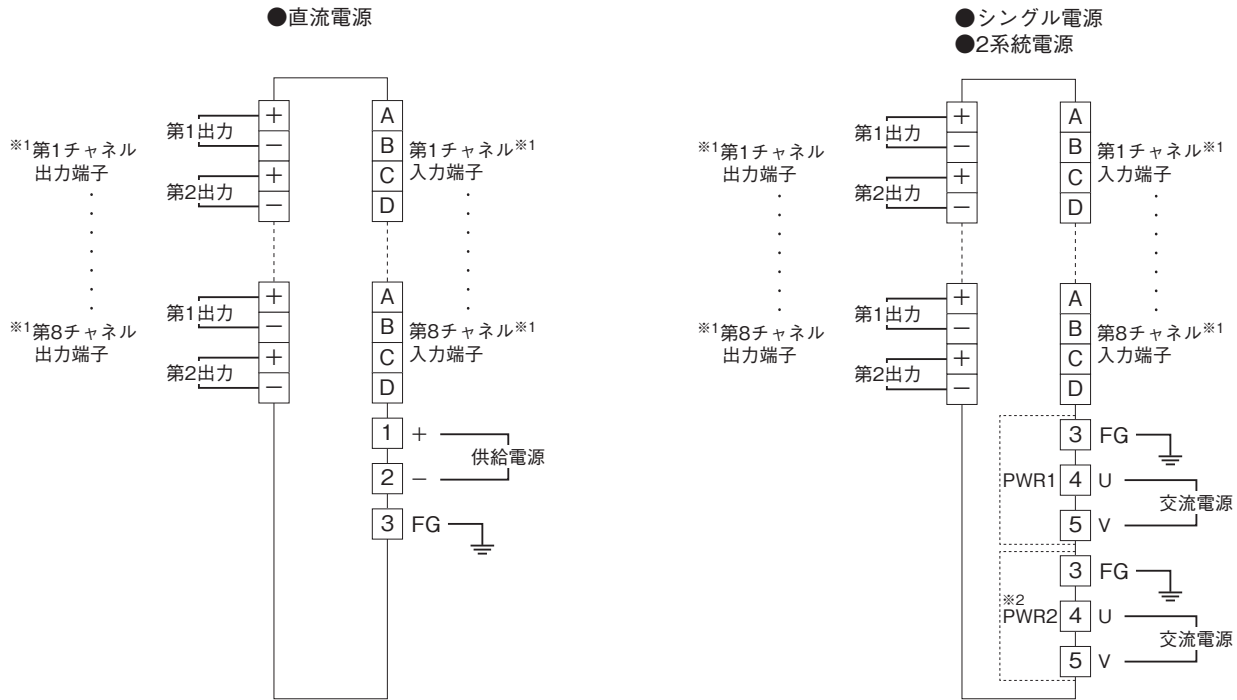 ●直流電源
第1出力
+
−
第2出力
+
−
※1第1チャネル
出力端子
A
B
C
D
第1チャネル※1
入力端子
第1出力
+
−
第2出力
+
−
※1第8チャネル
出力端子
A
B
C
D
第8チャネル※1
入力端子
1 +
2 −
供給電源
3 FG
●シングル電源
●2系統電源
第1出力
+
−
第2出力
+
−
※1第1チャネル
出力端子
A
B
C
D
第1チャネル※1
入力端子
第1出力
+
−
第2出力
+
−
※1第8チャネル
出力端子
A
B
C
D
第8チャネル※1
入力端子
3 FG
PWR1 4 U
5 V
交流電源
3 FG
※2
PWR2 4 U
5 V
交流電源